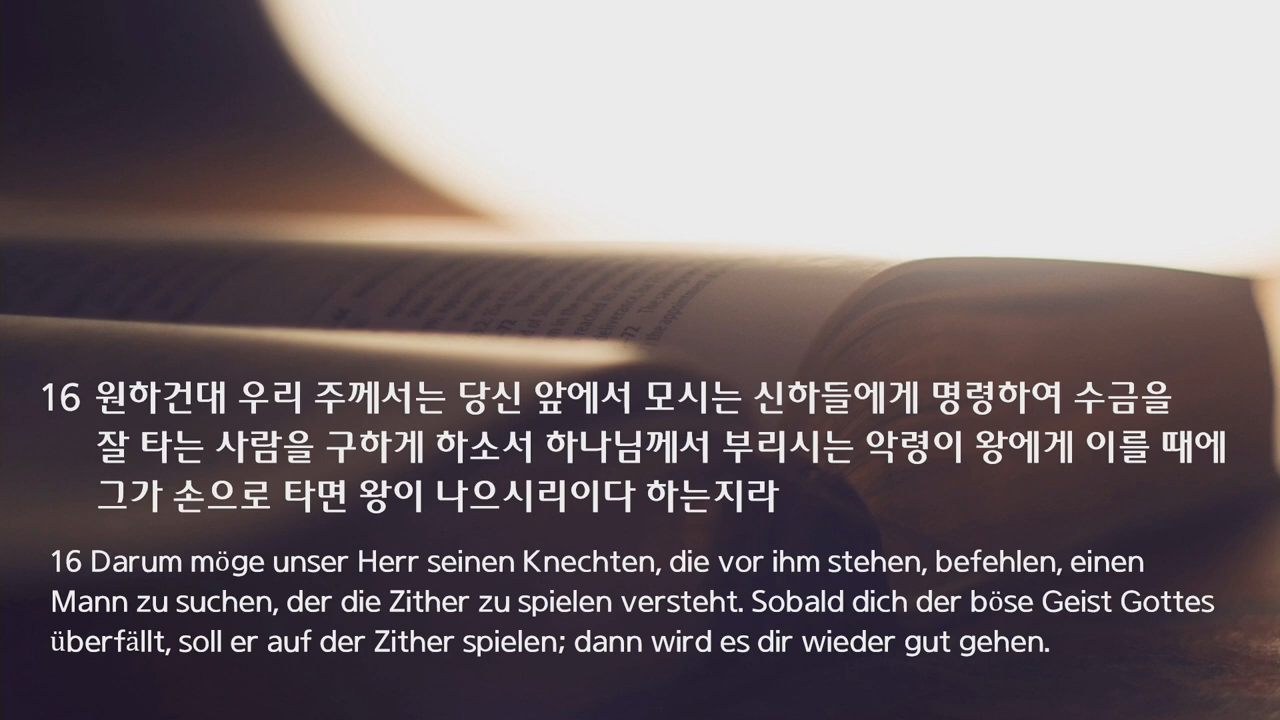 16 원하건대 우리 주께서는 당신 앞에서 모시는 신하들에게 명령하여 수금을
잘 타는 사람을 구하게 하소서 하나님께서 부리시는 악령이 왕에게 이를 때에
그가 손으로 타면 왕이 나으시리이다 하는지라
16 Darum möge unser Herr seinen Knechten, die vor ihm stehen, befehlen, einen
Mann zu suchen, der die Zither zu spielen versteht. Sobald dich der böse Geist Gottes
überfällt, soll er auf der Zither spielen; dann wird es dir wieder gut gehen.